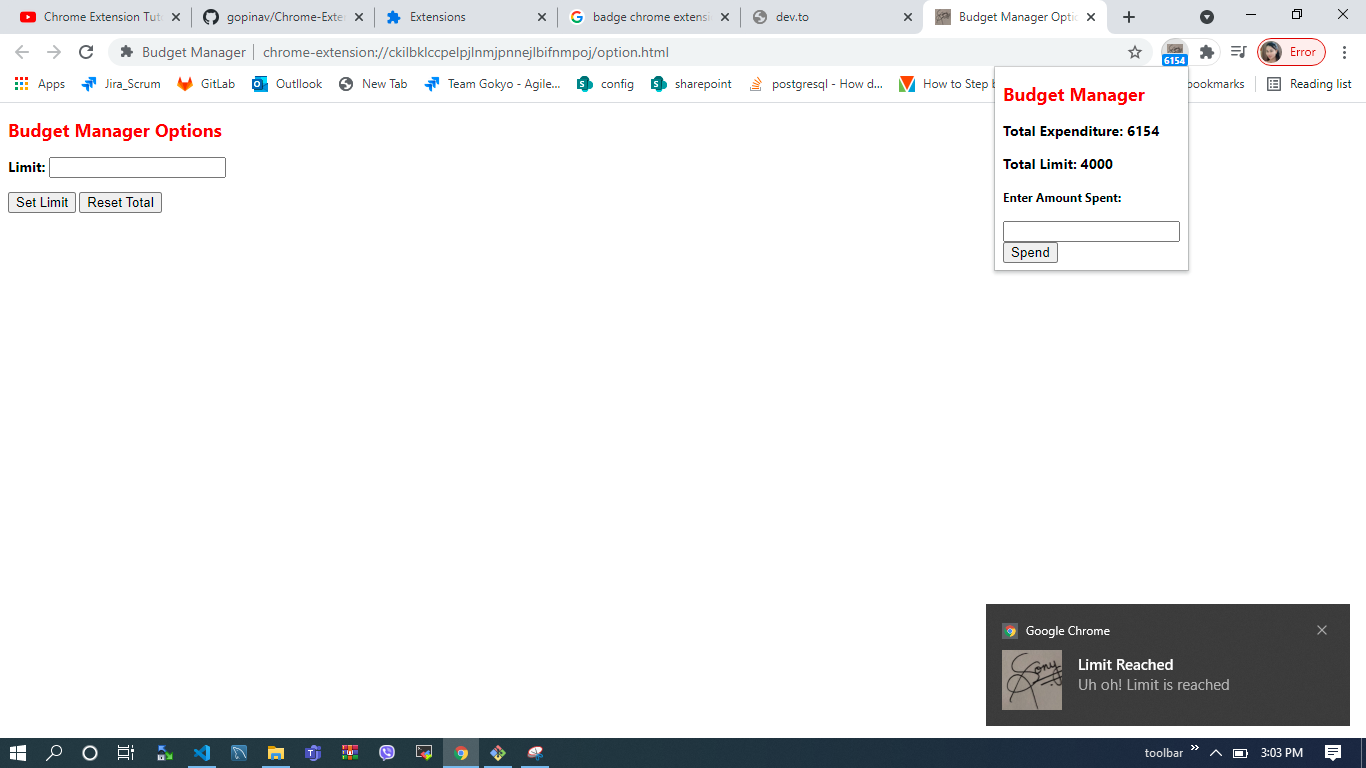 Chrome Extension Tut
gopinav/Chrome-Exte
Extensions
badge chrome extensi
dev.to
Budget Manager Opti
Budget Manager
chrome-extension://ckilbklccpelpjlnmjpnnejlbifnmpoj/option.html
6154
Error
Apps
Jira_Scrum
GitLab
Outllook
New Tab
Team Gokyo - Agile...
config
sharepoint
postgresql - How d...
How to Step b
bookmarks
Reading list
Budget Manager Options
Limit:
Set Limit
Reset Total
Budget Manager
Total Expenditure: 6154
Total Limit: 4000
Enter Amount Spent:
Spend
Google Chrome
Sony
Limit Reached
Uh oh! Limit is reached
toolbar
3:03 PM